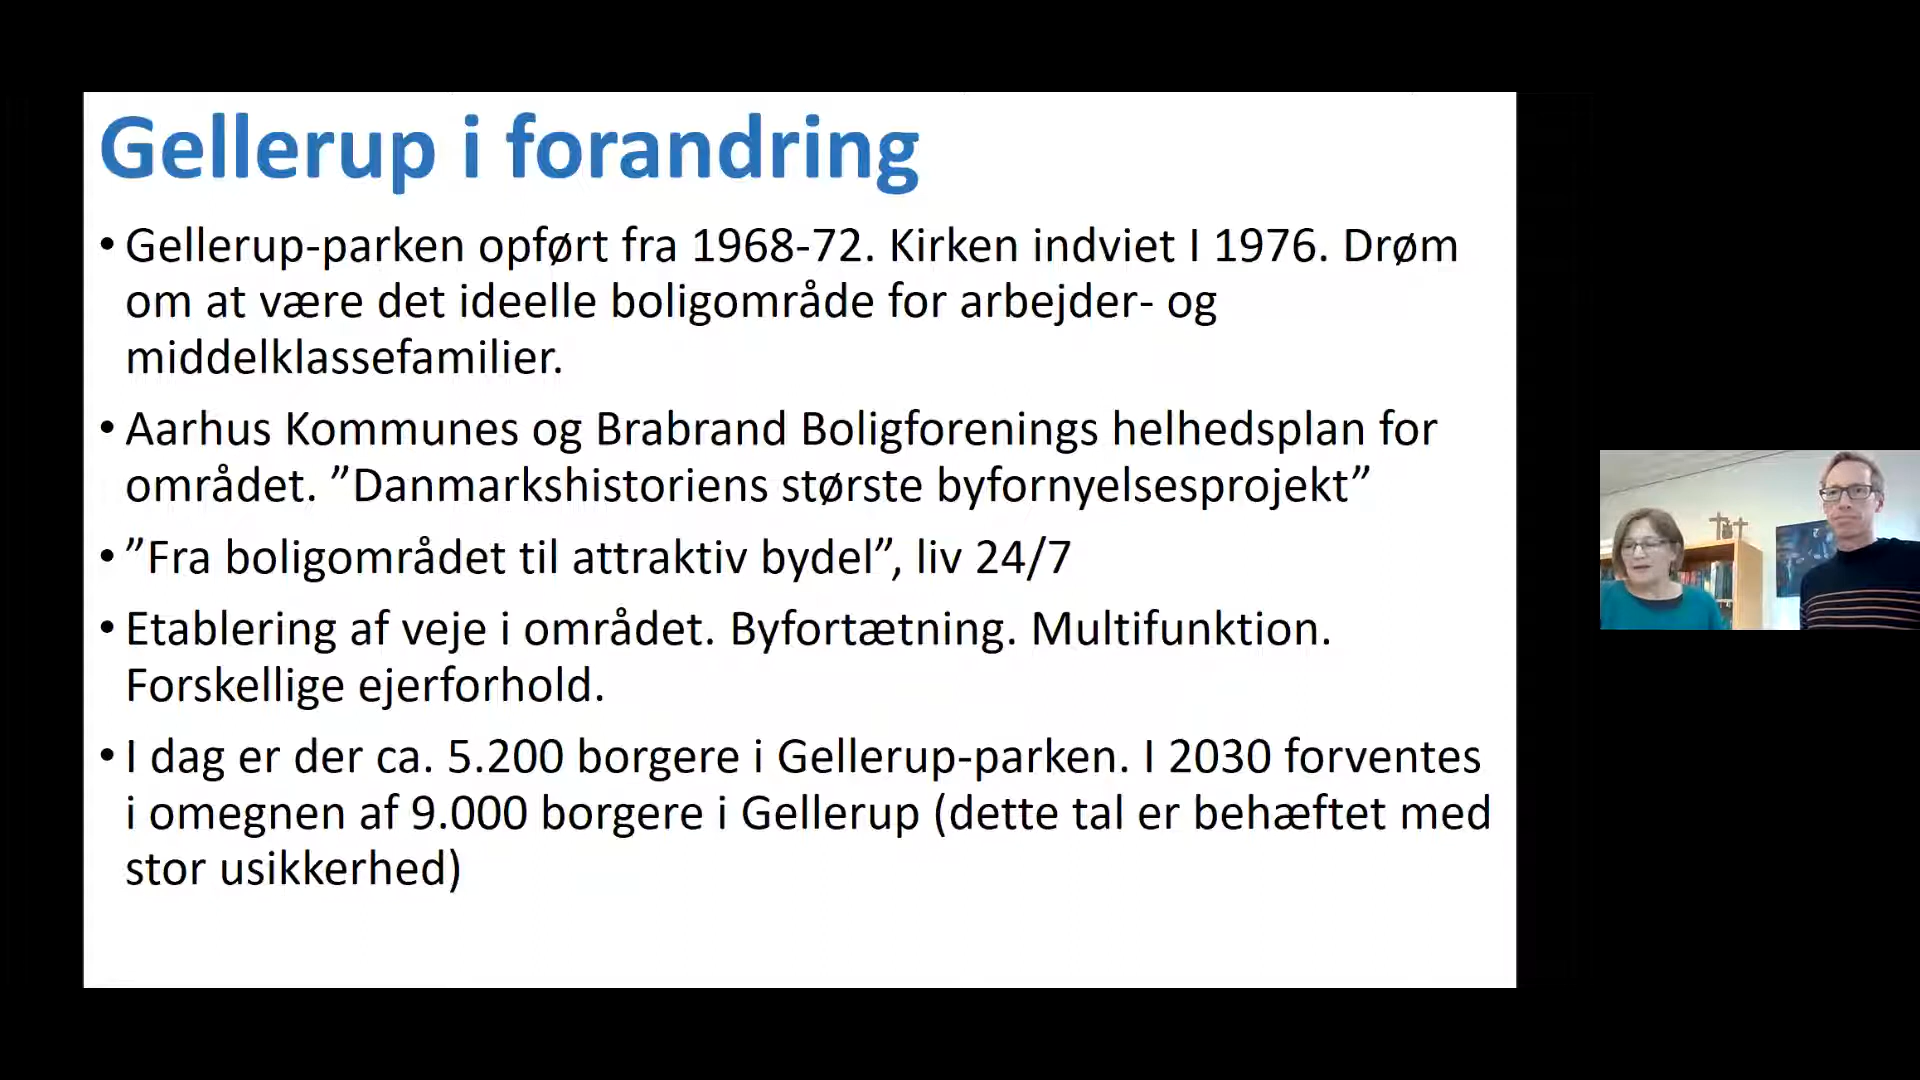 Gellerup i forandring
• Gellerup-parken opført fra 1968-72. Kirken indviet I 1976. Drøm
om at være det ideelle boligområde for arbejder- og
middelklassefamilier.
• Aarhus Kommunes og Brabrand Boligforenings helhedsplan for
området. ”Danmarkshistoriens største byfornyelsesprojekt”
• ”Fra boligområdet til attraktiv bydel”, liv 24/7
• Etablering af veje i området. Byfortætning. Multifunktion.
Forskellige ejerforhold.
• I dag er der ca. 5.200 borgere i Gellerup-parken. I 2030 forventes
i omegnen af 9.000 borgere i Gellerup (dette tal er behæftet med
stor usikkerhed)